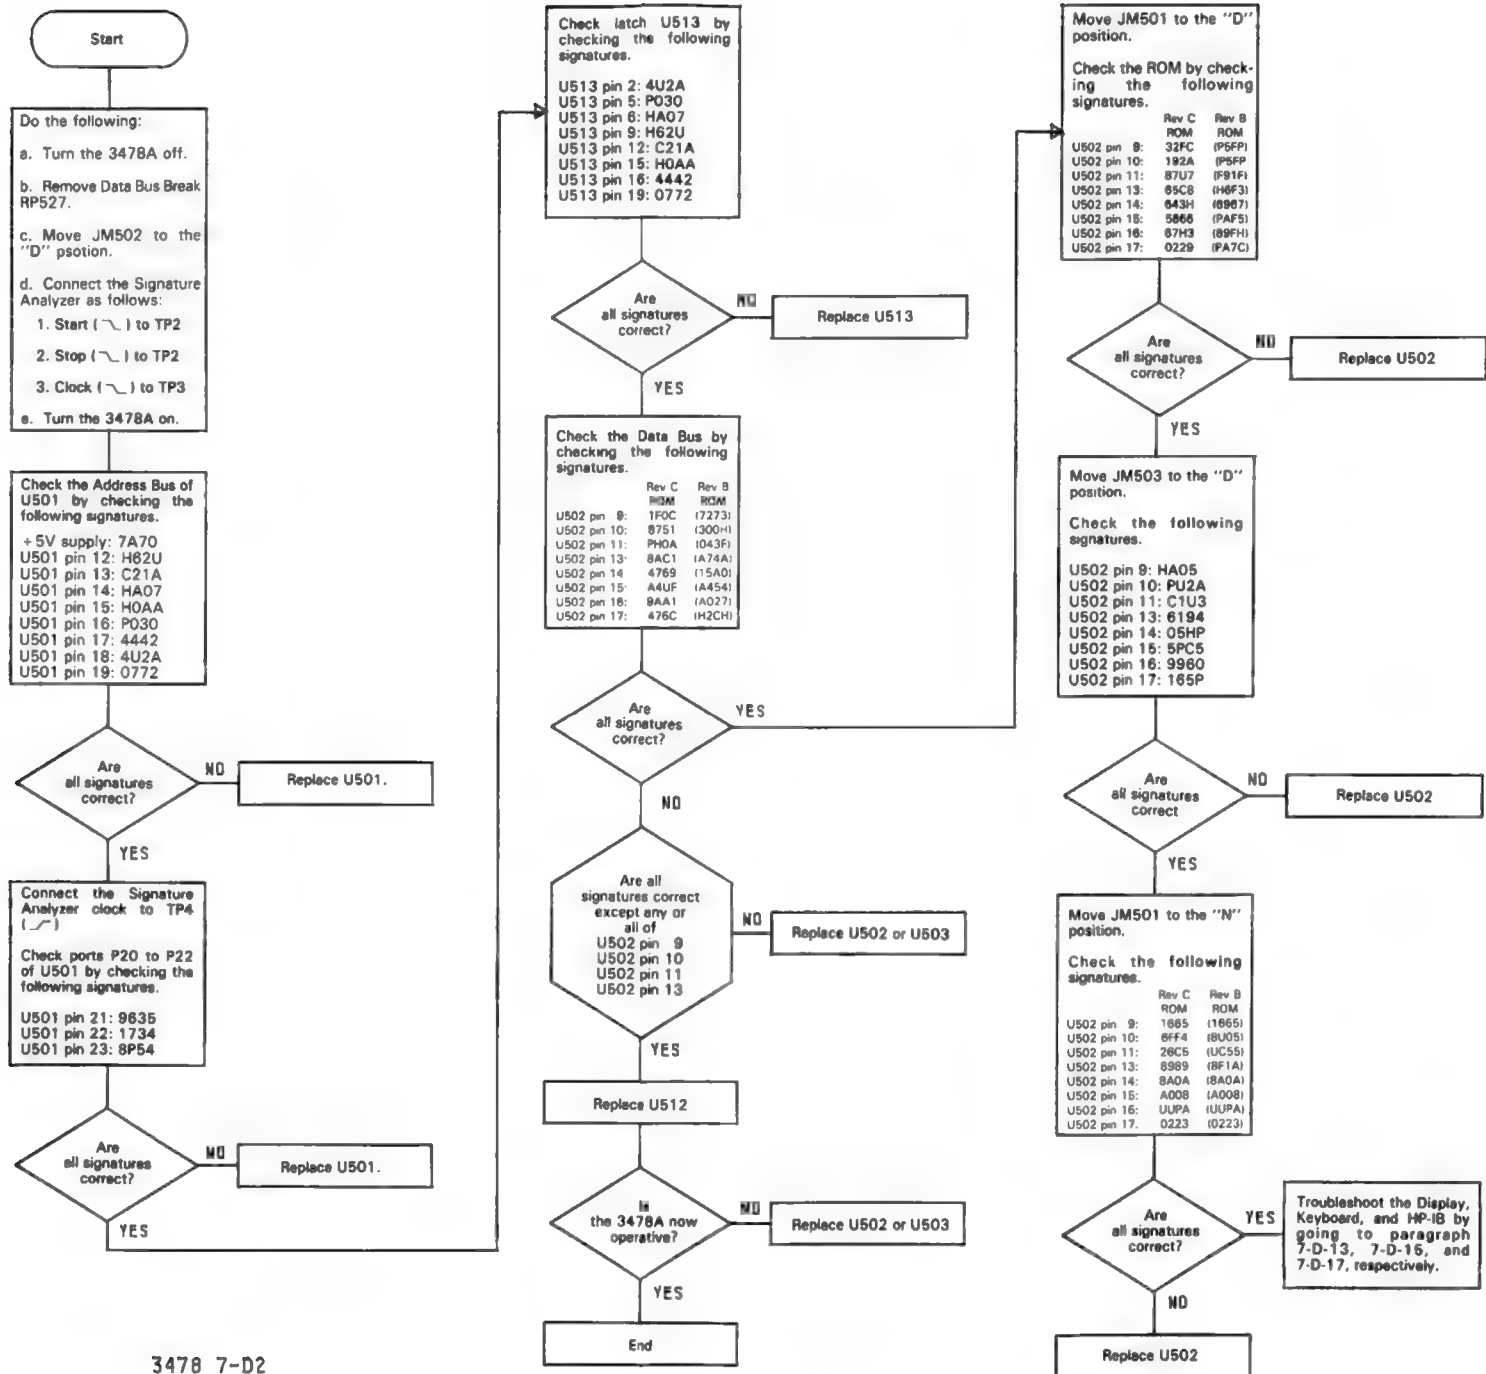 Start
Do the following:
a. Turn the 3478A off.
b. Remove Data Bus Break
RP527.
c. Move JM502 to the
"D" psotion.
d. Connect the Signature
Analyzer as follows:
1. Start ( ) to TP2
2. Stop ( ) to TP2
3. Clock ( ) to TP3
e. Turn the 3478A on.
Check the Address Bus of
U501 by checking the
following signatures.
+5V supply: 7A70
U501 pin 12: H62U
U501 pin 13: C21A
U501 pin 14: HA07
U501 pin 15: H0AA
U501 pin 16: P030
U501 pin 17: 4442
U501 pin 18: 4U2A
U501 pin 19: 0772
Are
all signatures
correct?
NO
Replace U501.
YES
Connect the Signature
Analyzer clock to TP4
( )
Check ports P20 to P22
of U501 by checking the
following signatures.
U501 pin 21: 9635
U501 pin 22: 1734
U501 pin 23: 8P54
Are
all signatures
correct?
NO
Replace U501.
YES
3478 7-D2
Check latch U513 by
checking the following
signatures.
U513 pin 2: 4U2A
U513 pin 5: P030
U513 pin 6: HA07
U513 pin 9: H62U
U513 pin 12: C21A
U513 pin 15: H0AA
U513 pin 16: 4442
U513 pin 19: 0772
Are
all signatures
correct?
NO
Replace U513
YES
Check the Data Bus by
checking the following
signatures.
Rev C Rev B
ROM ROM
U502 pin 9: 1F0C (7273)
U502 pin 10: 8751 (300H)
U502 pin 11: PH0A (043F)
U502 pin 13: 8AC1 (A74A)
U502 pin 14 4769 (15A0)
U502 pin 15: A4UF (A454)
U502 pin 16: 9AA1 (A027)
U502 pin 17: 476C (H2CH)
Are
all signatures
correct?
YES
NO
Are all
signatures correct
except any or
all of
U502 pin 9
U502 pin 10
U502 pin 11
U502 pin 13
NO
Replace U502 or U503
YES
Replace U512
Is
the 3478A now
operative?
NO
Replace U502 or U503
YES
End
Move JM501 to the "D"
position.
Check the ROM by check-
ing the following
signatures.
Rev C Rev B
ROM ROM
U502 pin 9: 32FC (P5FP)
U502 pin 10: 192A (P5FP
U502 pin 11: 87U7 (F91F)
U502 pin 13: 65C8 (H6F3)
U502 pin 14: 643H (8967)
U502 pin 15: 5866 (PAF5)
U502 pin 16: 67H3 (89FH)
U502 pin 17: 0229 (PA7C)
Are
all signatures
correct?
NO
Replace U502
YES
Move JM503 to the "D"
position.
Check the following
signatures.
U502 pin 9: HA05
U502 pin 10: PU2A
U502 pin 11: C1U3
U502 pin 13: 6194
U502 pin 14: 05HP
U502 pin 15: 5PC5
U502 pin 16: 9960
U502 pin 17: 165P
Are
all signatures
correct
NO
Replace U502
YES
Move JM501 to the "N"
position.
Check the following
signatures.
Rev C Rev B
ROM ROM
U502 pin 9: 1665 (1665)
U502 pin 10: 6FF4 (8U05)
U502 pin 11: 26C5 (UC55)
U502 pin 13: 8989 (8F1A)
U502 pin 14: 8A0A (8A0A)
U502 pin 15: A008 (A008)
U502 pin 16: UUPA (UUPA)
U502 pin 17. 0223 (0223)
Are
all signatures
correct?
YES
Troubleshoot the Display,
Keyboard, and HP-IB by
going to paragraph
7-D-13, 7-D-15, and
7-D-17, respectively.
NO
Replace U502